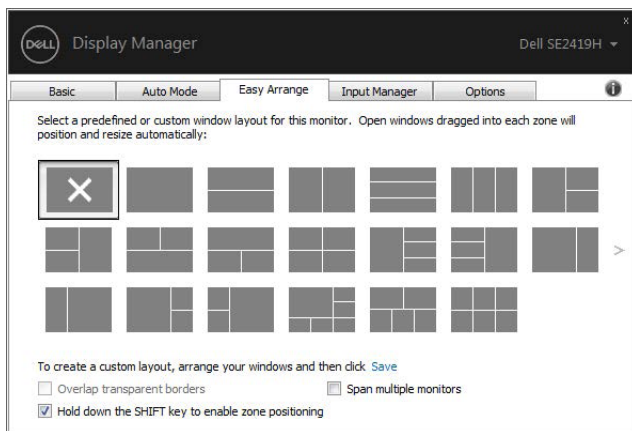 x
DELL Display Manager Dell SE2419H
Basic Auto Mode Easy Arrange Input Manager Options i
Select a predefined or custom window layout for this monitor. Open windows dragged into each zone will
position and resize automatically:
>
To create a custom layout, arrange your windows and then click Save
Overlap transparent borders Span multiple monitors
Hold down the SHIFT key to enable zone positioning